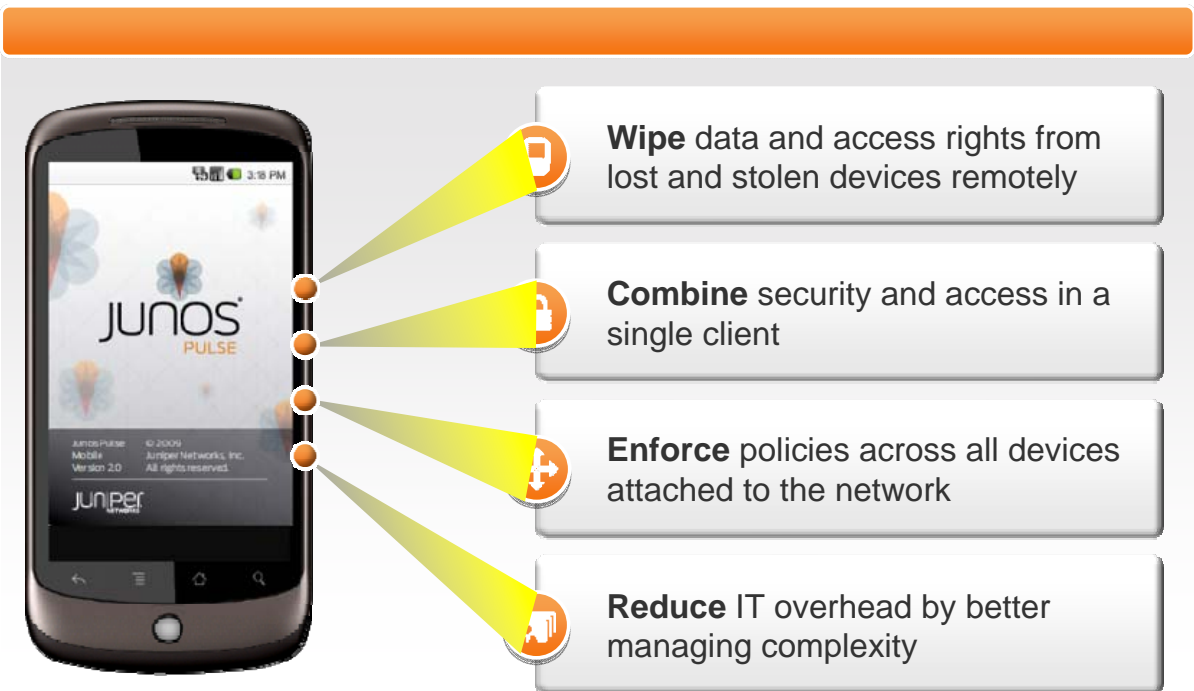 3:18 PM
JUNOS
PULSE
Junos Pulse © 2009
Mobile Juniper Networks, Inc.
Version 2.0 All rights reserved.
JUNIPER
NETWORKS
Wipe data and access rights from
lost and stolen devices remotely
Combine security and access in a
single client
Enforce policies across all devices
attached to the network
Reduce IT overhead by better
managing complexity